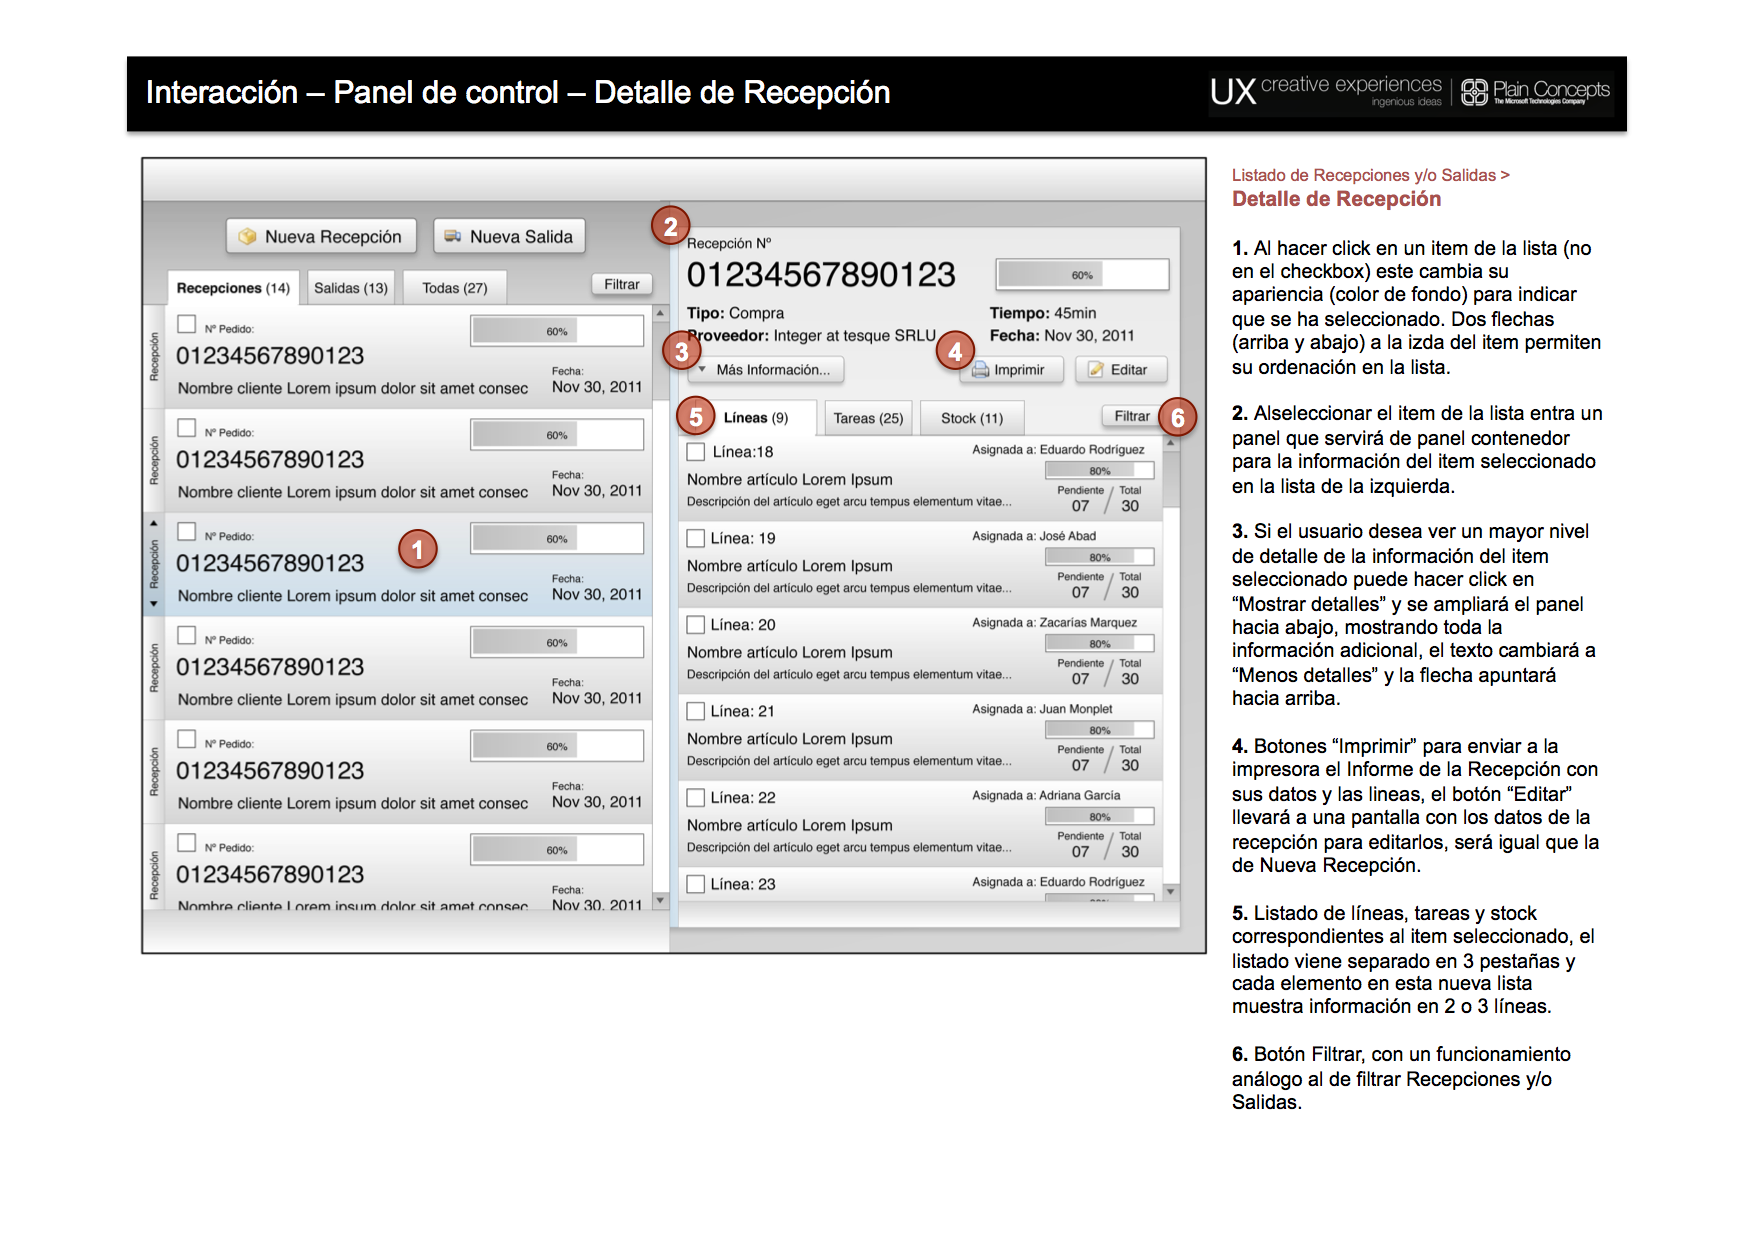 Interacción – Panel de control – Detalle de Recepción
UX creative experiences
ingenious ideas
Plain Concepts
The Microsoft Technologies Company
Nueva Recepción
Nueva Salida
Recepciones (14)
Salidas (13)
Todas (27)
Filtrar
Recepción
Nº Pedido:
60%
01234567890123
Fecha:
Nombre cliente Lorem ipsum dolor sit amet consec
Nov 30, 2011
Recepción
Nº Pedido:
60%
01234567890123
Fecha:
Nombre cliente Lorem ipsum dolor sit amet consec
Nov 30, 2011
Recepción
Nº Pedido:
60%
1
01234567890123
Fecha:
Nombre cliente Lorem ipsum dolor sit amet consec
Nov 30, 2011
Recepción
Nº Pedido:
60%
01234567890123
Fecha:
Nombre cliente Lorem ipsum dolor sit amet consec
Nov 30, 2011
Recepción
Nº Pedido:
60%
01234567890123
Fecha:
Nombre cliente Lorem ipsum dolor sit amet consec
Nov 30, 2011
Recepción
Nº Pedido:
60%
01234567890123
Fecha:
Nombre cliente Lorem ipsum dolor sit amet consec
Nov 30, 2011
2
Recepción Nº
01234567890123
60%
Tipo: Compra
Tiempo: 45min
Proveedor: Integer at tesque SRLU
Fecha: Nov 30, 2011
3
Más Información...
4
Imprimir
Editar
5
Líneas (9)
Tareas (25)
Stock (11)
Filtrar
6
Línea:18
Asignada a: Eduardo Rodríguez
80%
Nombre artículo Lorem Ipsum
Pendiente / Total
Descripción del artículo eget arcu tempus elementum vitae...
07 / 30
Línea: 19
Asignada a: José Abad
80%
Nombre artículo Lorem Ipsum
Pendiente / Total
Descripción del artículo eget arcu tempus elementum vitae...
07 / 30
Línea: 20
Asignada a: Zacarías Marquez
80%
Nombre artículo Lorem Ipsum
Pendiente / Total
Descripción del artículo eget arcu tempus elementum vitae...
07 / 30
Línea: 21
Asignada a: Juan Monplet
80%
Nombre artículo Lorem Ipsum
Pendiente / Total
Descripción del artículo eget arcu tempus elementum vitae...
07 / 30
Línea: 22
Asignada a: Adriana García
80%
Nombre artículo Lorem Ipsum
Pendiente / Total
Descripción del artículo eget arcu tempus elementum vitae...
07 / 30
Línea: 23
Asignada a: Eduardo Rodríguez
Listado de Recepciones y/o Salidas >
Detalle de Recepción
1. Al hacer click en un item de la lista (no
en el checkbox) este cambia su
apariencia (color de fondo) para indicar
que se ha seleccionado. Dos flechas
(arriba y abajo) a la izda del item permiten
su ordenación en la lista.
2. Alseleccionar el item de la lista entra un
panel que servirá de panel contenedor
para la información del item seleccionado
en la lista de la izquierda.
3. Si el usuario desea ver un mayor nivel
de detalle de la información del item
seleccionado puede hacer click en
“Mostrar detalles” y se ampliará el panel
hacia abajo, mostrando toda la
información adicional, el texto cambiará a
“Menos detalles” y la flecha apuntará
hacia arriba.
4. Botones “Imprimir” para enviar a la
impresora el Informe de la Recepción con
sus datos y las lineas, el botón “Editar”
llevará a una pantalla con los datos de la
recepción para editarlos, será igual que la
de Nueva Recepción.
5. Listado de líneas, tareas y stock
correspondientes al item seleccionado, el
listado viene separado en 3 pestañas y
cada elemento en esta nueva lista
muestra información en 2 o 3 líneas.
6. Botón Filtrar, con un funcionamiento
análogo al de filtrar Recepciones y/o
Salidas.